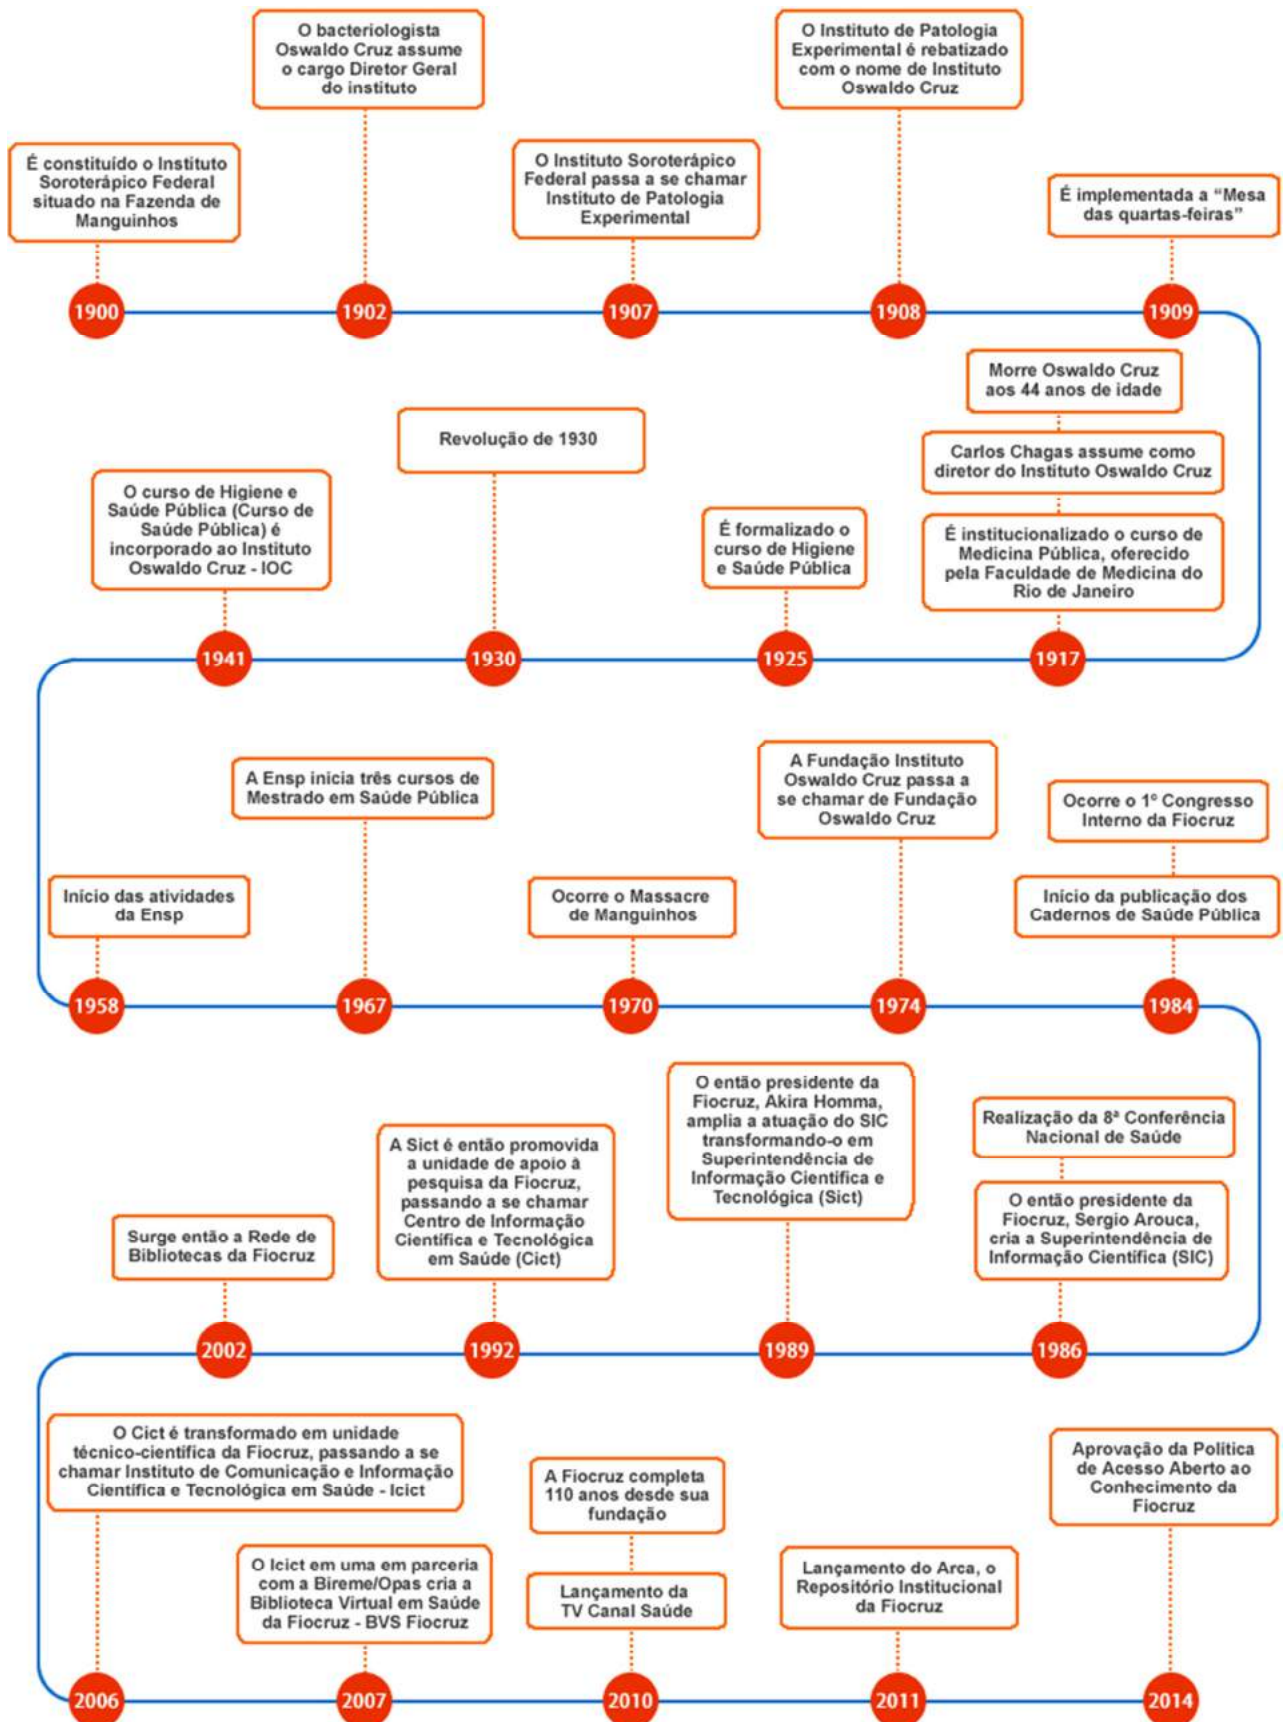 É constituído o Instituto
Soroterápico Federal
situado na Fazenda de
Manguinhos
1900
O bacteriologista
Oswaldo Cruz assume
o cargo Diretor Geral
do instituto
1902
O Instituto Soroterápico
Federal passa a se chamar
Instituto de Patologia
Experimental
1907
O Instituto de Patologia
Experimental é rebatizado
com o nome de Instituto
Oswaldo Cruz
1908
É implementada a “Mesa
das quartas-feiras”
1909
Morre Oswaldo Cruz
aos 44 anos de idade
Carlos Chagas assume como
diretor do Instituto Oswaldo Cruz
É institucionalizado o curso de
Medicina Pública, oferecido
pela Faculdade de Medicina do
Rio de Janeiro
1917
É formalizado o
curso de Higiene
e Saúde Pública
1925
Revolução de 1930
1930
O curso de Higiene e
Saúde Pública (Curso de
Saúde Pública) é
incorporado ao Instituto
Oswaldo Cruz - IOC
1941
Início das atividades
da Ensp
1958
A Ensp inicia três cursos de
Mestrado em Saúde Pública
1967
Ocorre o Massacre
de Manguinhos
1970
A Fundação Instituto
Oswaldo Cruz passa a
se chamar de Fundação
Oswaldo Cruz
1974
Ocorre o 1º Congresso
Interno da Fiocruz
Início da publicação dos
Cadernos de Saúde Pública
1984
Realização da 8ª Conferência
Nacional de Saúde
O então presidente da
Fiocruz, Sergio Arouca,
cria a Superintendência de
Informação Científica (SIC)
1986
O então presidente da
Fiocruz, Akira Homma,
amplia a atuação do SIC
transformando-o em
Superintendência de
Informação Científica e
Tecnológica (Sict)
1989
A Sict é então promovida
a unidade de apoio à
pesquisa da Fiocruz,
passando a se chamar
Centro de Informação
Científica e Tecnológica
em Saúde (Cict)
1992
Surge então a Rede de
Bibliotecas da Fiocruz
2002
O Cict é transformado em unidade
técnico-científica da Fiocruz, passando a se
chamar Instituto de Comunicação e Informação
Científica e Tecnológica em Saúde - Icict
2006
O Icict em uma em parceria
com a Bireme/Opas cria a
Biblioteca Virtual em Saúde
da Fiocruz - BVS Fiocruz
2007
A Fiocruz completa
110 anos desde sua
fundação
Lançamento da
TV Canal Saúde
2010
Lançamento do Arca, o
Repositório Institucional
da Fiocruz
2011
Aprovação da Política
de Acesso Aberto ao
Conhecimento da
Fiocruz
2014